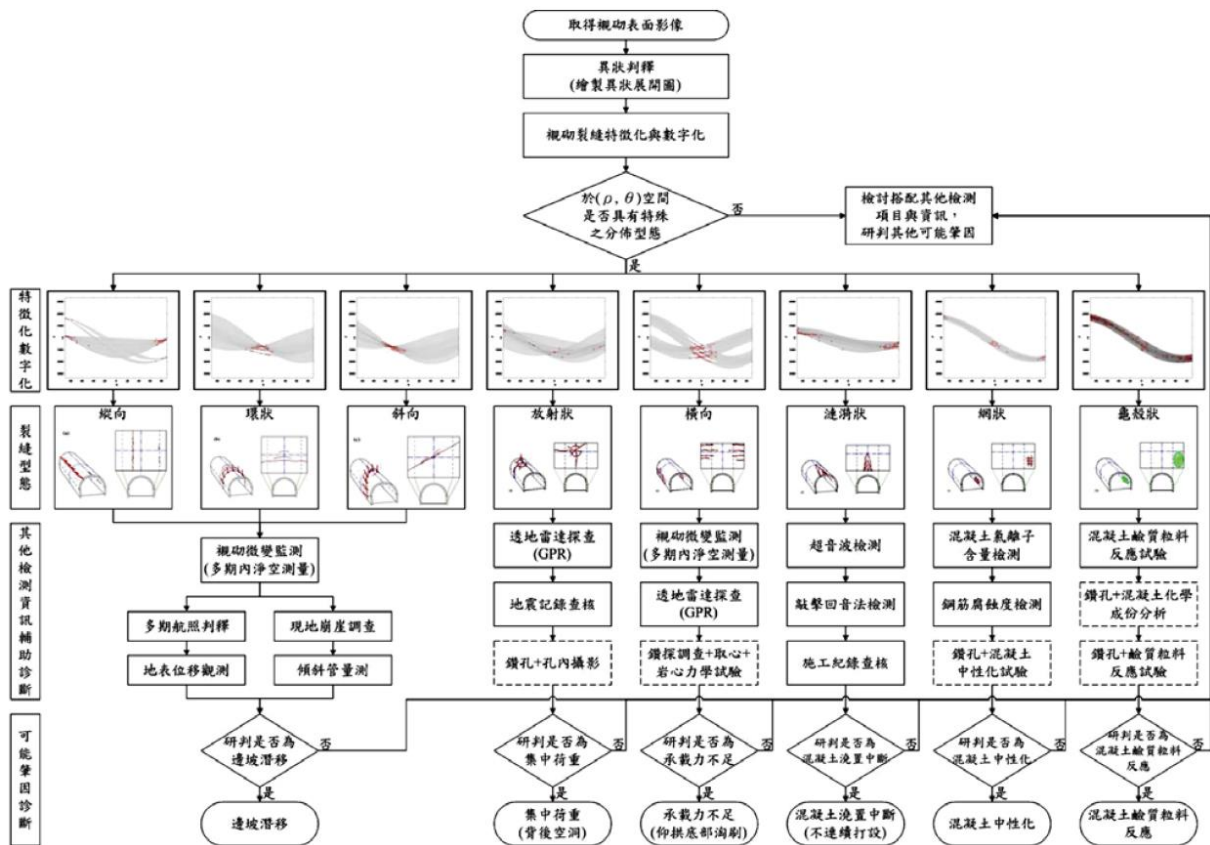 取得襯砌表面影像
異狀判釋
(繪製異狀展開圖)
襯砌裂縫特徵化與數字化
於(ρ, θ)空間
是否具有特殊
之分佈型態
否
檢討搭配其他檢測
項目與資訊，
研判其他可能肇因
是
特徵化數字化
裂縫型態
縱向
環狀
斜向
放射狀
橫向
漣漪狀
網狀
龜殼狀
其他檢測資訊輔助診斷
襯砌微變監測
(多期內淨空測量)
多期航照判釋
現地崩崖調查
地表位移觀測
傾斜管量測
透地雷達探查
(GPR)
地震記錄查核
鑽孔+孔內攝影
襯砌微變監測
(多期內淨空測量)
透地雷達探查
(GPR)
鑽探調查+取心+
岩心力學試驗
超音波檢測
敲擊回音法檢測
施工紀錄查核
混凝土氯離子
含量檢測
鋼筋腐蝕度檢測
鑽孔+混凝土
中性化試驗
混凝土鹼質粒料
反應試驗
鑽孔+混凝土化學
成份分析
鑽孔+鹼質粒料
反應試驗
可能肇因診斷
研判是否為
邊坡潛移
否
是
邊坡潛移
研判是否為
集中荷重
否
是
集中荷重
(背後空洞)
研判是否為
承載力不足
否
是
承載力不足
(仰拱底部淘刷)
研判是否為
混凝土澆置中斷
否
是
混凝土澆置中斷
(不連續打設)
研判是否為
混凝土中性化
否
是
混凝土中性化
研判是否為
混凝土鹼質粒料
反應
否
是
混凝土鹼質粒料
反應